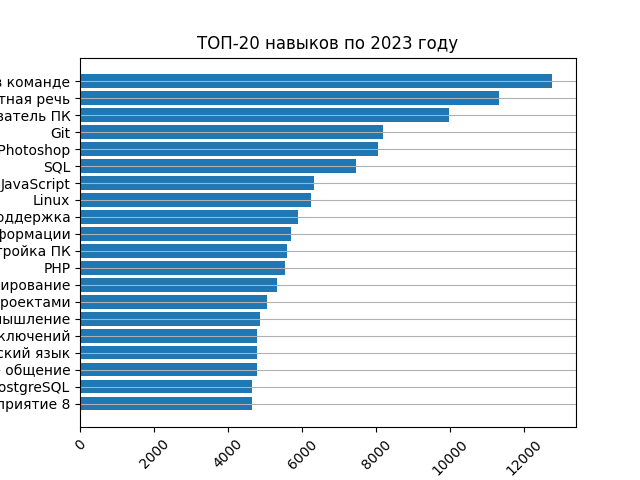 ТОП-20 навыков по 2023 году
в команде
тная речь
ватель ПК
Git
Photoshop
SQL
JavaScript
Linux
оддержка
формации
тройка ПК
PHP
ирование
роектами
ышление
ключений
ский язык
общение
ostgreSQL
приятие 8
0 2000 4000 6000 8000 10000 12000